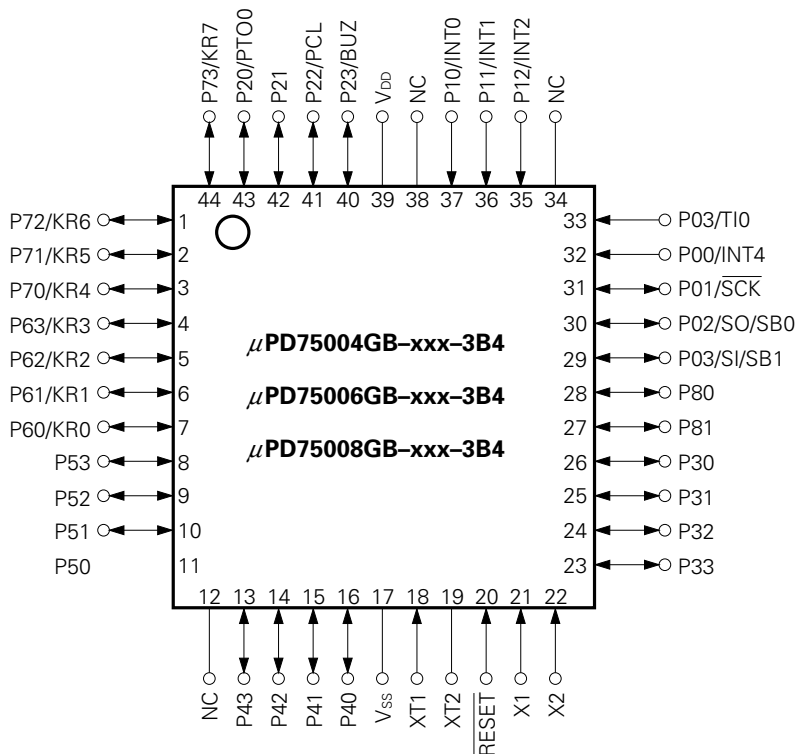 P73/KR7
P20/PTO0
P21
P22/PCL
P23/BUZ
VDD
NC
P10/INT0
P11/INT1
P12/INT2
NC
44 43 42 41 40 39 38 37 36 35 34
P72/KR6 1
P71/KR5 2
P70/KR4 3
P63/KR3 4
P62/KR2 5
P61/KR1 6
P60/KR0 7
P53 8
P52 9
P51 10
P50 11
μPD75004GB–xxx–3B4
μPD75006GB–xxx–3B4
μPD75008GB–xxx–3B4
33 P03/TI0
32 P00/INT4
31 P01/S̅C̅K̅
30 P02/SO/SB0
29 P03/SI/SB1
28 P80
27 P81
26 P30
25 P31
24 P32
23 P33
12 13 14 15 16 17 18 19 20 21 22
NC
P43
P42
P41
P40
VSS
XT1
XT2
R̅E̅S̅E̅T̅
X1
X2